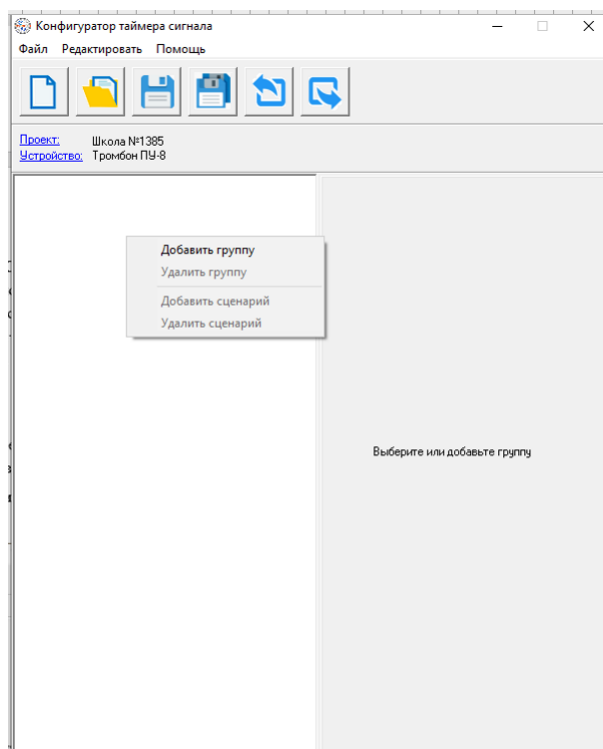 Конфигуратор таймера сигнала
Файл Редактировать Помощь
Проект: Школа №1385
Устройство: Тромбон ПУ-8
Добавить группу
Удалить группу
Добавить сценарий
Удалить сценарий
Выберите или добавьте группу